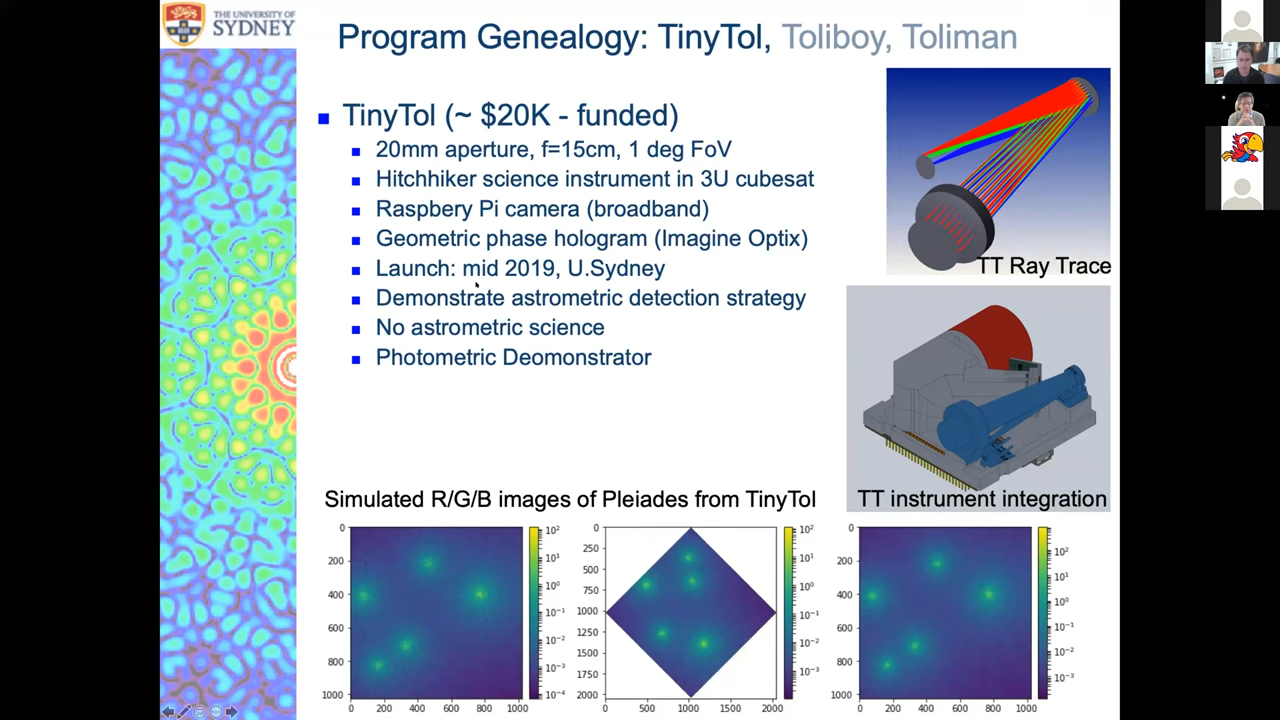 THE UNIVERSITY OF
SYDNEY
Program Genealogy: TinyTol, Toliboy, Toliman
TinyTol (~ $20K - funded)
20mm aperture, f=15cm, 1 deg FoV
Hitchhiker science instrument in 3U cubesat
Raspbery Pi camera (broadband)
Geometric phase hologram (Imagine Optix)
Launch: mid 2019, U.Sydney
Demonstrate astrometric detection strategy
No astrometric science
Photometric Deomonstrator
TT Ray Trace
TT instrument integration
Simulated R/G/B images of Pleiades from TinyTol
0
200
400
600
800
1000
0 200 400 600 800 1000
10²
10¹
10⁰
10⁻¹
10⁻²
10⁻³
10⁻⁴
0
250
500
750
1000
1250
1500
1750
2000
0 500 1000 1500 2000
10²
10¹
10⁰
10⁻¹
10⁻²
10⁻³
0
200
400
600
800
1000
0 200 400 600 800 1000
10²
10¹
10⁰
10⁻¹
10⁻²
10⁻³